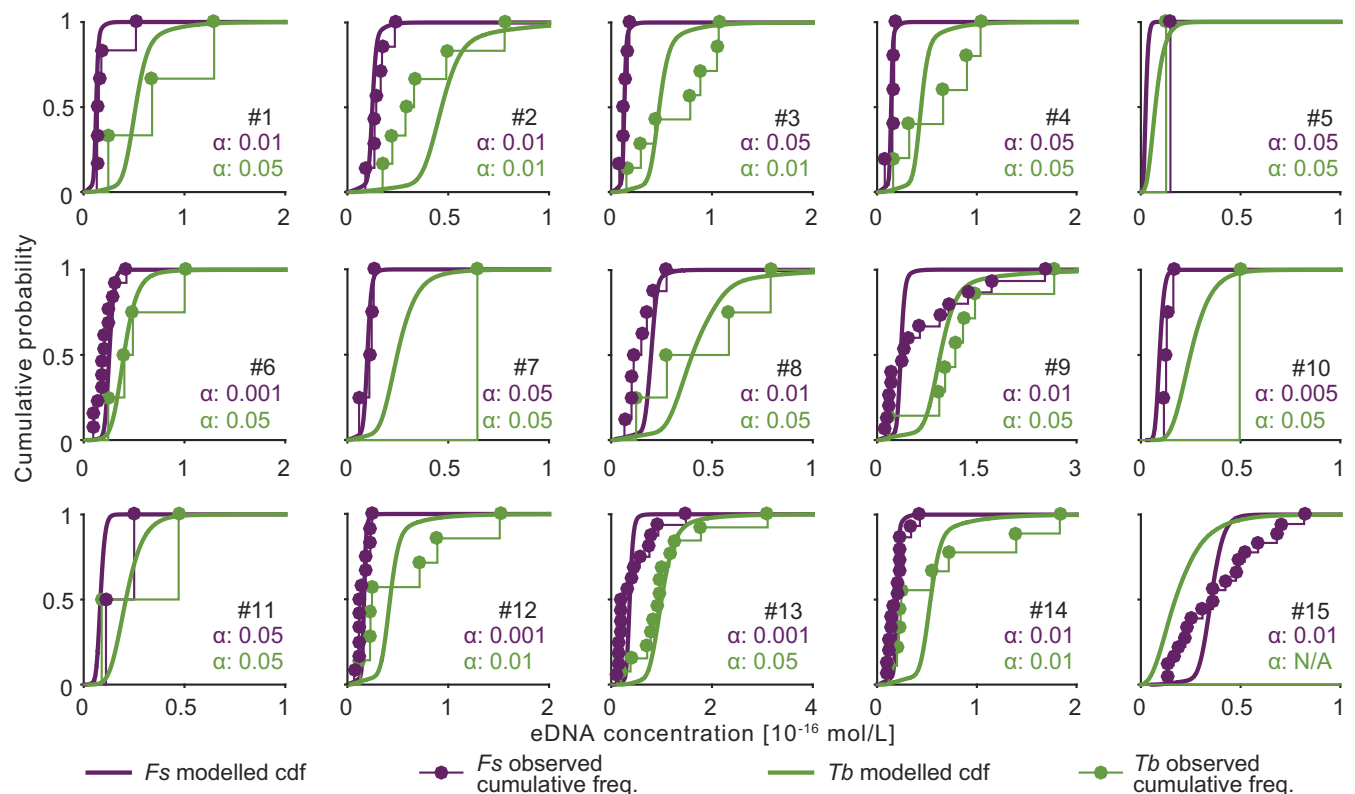 1
0.5
0
#1
α: 0.01
α: 0.05
0 1 2
#2
α: 0.01
α: 0.01
0 0.5 1
#3
α: 0.05
α: 0.01
0 1 2
#4
α: 0.05
α: 0.05
0 1 2
#5
α: 0.05
α: 0.05
0 0.5 1
Cumulative probability
1
0.5
0
#6
α: 0.001
α: 0.05
0 1 2
#7
α: 0.05
α: 0.05
0 0.5 1
#8
α: 0.01
α: 0.05
0 0.5 1
#9
α: 0.01
α: 0.05
0 1.5 3
#10
α: 0.005
α: 0.05
0 0.5 1
1
0.5
0
#11
α: 0.05
α: 0.05
0 0.5 1
#12
α: 0.001
α: 0.01
0 1 2
#13
α: 0.001
α: 0.05
0 2 4
#14
α: 0.01
α: 0.01
0 1 2
#15
α: 0.01
α: N/A
0 0.5 1
eDNA concentration [10⁻¹⁶ mol/L]
Fs modelled cdf
Fs observed
cumulative freq.
Tb modelled cdf
Tb observed
cumulative freq.